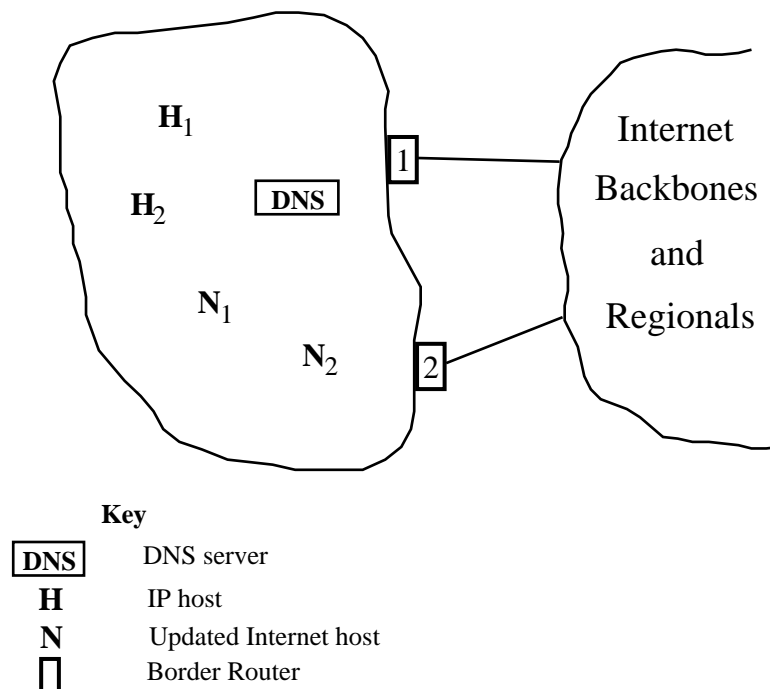 H1
1
Internet
Backbones
and
Regionals
DNS
H2
N1
N2
2
Key
DNS DNS server
H IP host
N Updated Internet host
Border Router